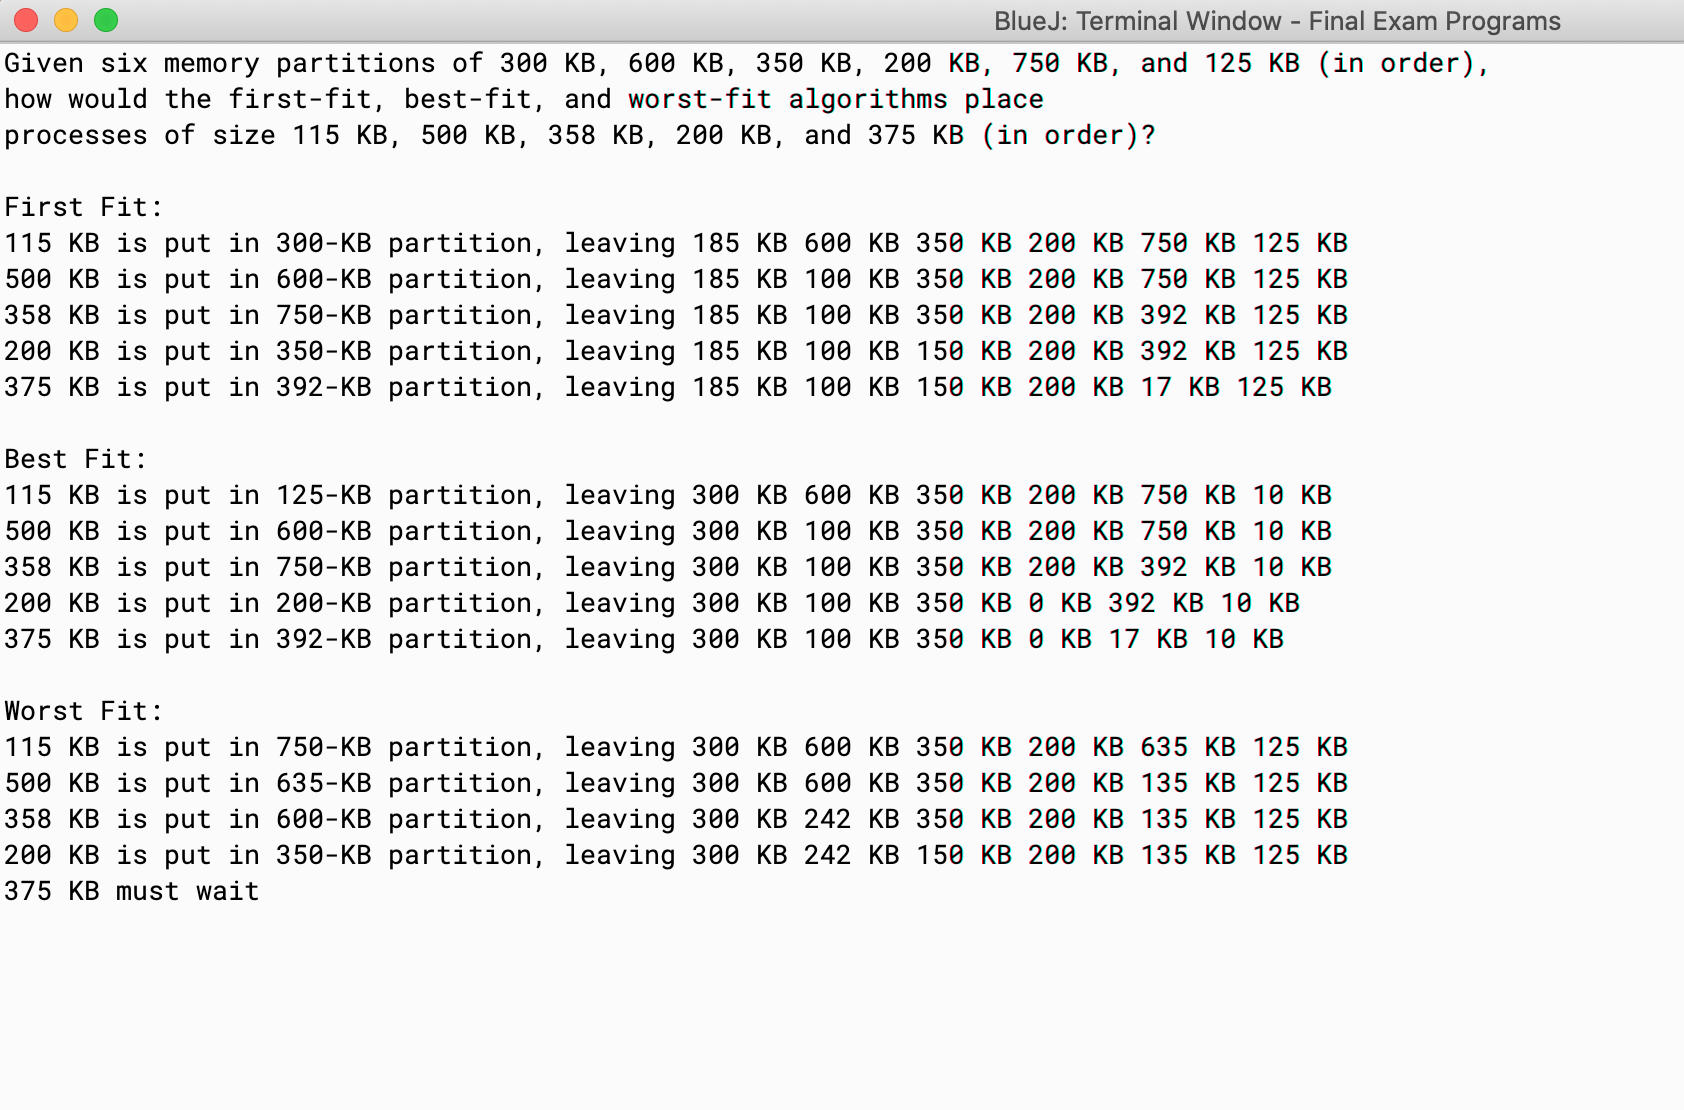 BlueJ: Terminal Window - Final Exam Programs
Given six memory partitions of 300 KB, 600 KB, 350 KB, 200 KB, 750 KB, and 125 KB (in order),
how would the first-fit, best-fit, and worst-fit algorithms place
processes of size 115 KB, 500 KB, 358 KB, 200 KB, and 375 KB (in order)?
First Fit:
115 KB is put in 300-KB partition, leaving 185 KB 600 KB 350 KB 200 KB 750 KB 125 KB
500 KB is put in 600-KB partition, leaving 185 KB 100 KB 350 KB 200 KB 750 KB 125 KB
358 KB is put in 750-KB partition, leaving 185 KB 100 KB 350 KB 200 KB 392 KB 125 KB
200 KB is put in 350-KB partition, leaving 185 KB 100 KB 150 KB 200 KB 392 KB 125 KB
375 KB is put in 392-KB partition, leaving 185 KB 100 KB 150 KB 200 KB 17 KB 125 KB
Best Fit:
115 KB is put in 125-KB partition, leaving 300 KB 600 KB 350 KB 200 KB 750 KB 10 KB
500 KB is put in 600-KB partition, leaving 300 KB 100 KB 350 KB 200 KB 750 KB 10 KB
358 KB is put in 750-KB partition, leaving 300 KB 100 KB 350 KB 200 KB 392 KB 10 KB
200 KB is put in 200-KB partition, leaving 300 KB 100 KB 350 KB 0 KB 392 KB 10 KB
375 KB is put in 392-KB partition, leaving 300 KB 100 KB 350 KB 0 KB 17 KB 10 KB
Worst Fit:
115 KB is put in 750-KB partition, leaving 300 KB 600 KB 350 KB 200 KB 635 KB 125 KB
500 KB is put in 635-KB partition, leaving 300 KB 600 KB 350 KB 200 KB 135 KB 125 KB
358 KB is put in 600-KB partition, leaving 300 KB 242 KB 350 KB 200 KB 135 KB 125 KB
200 KB is put in 350-KB partition, leaving 300 KB 242 KB 150 KB 200 KB 135 KB 125 KB
375 KB must wait